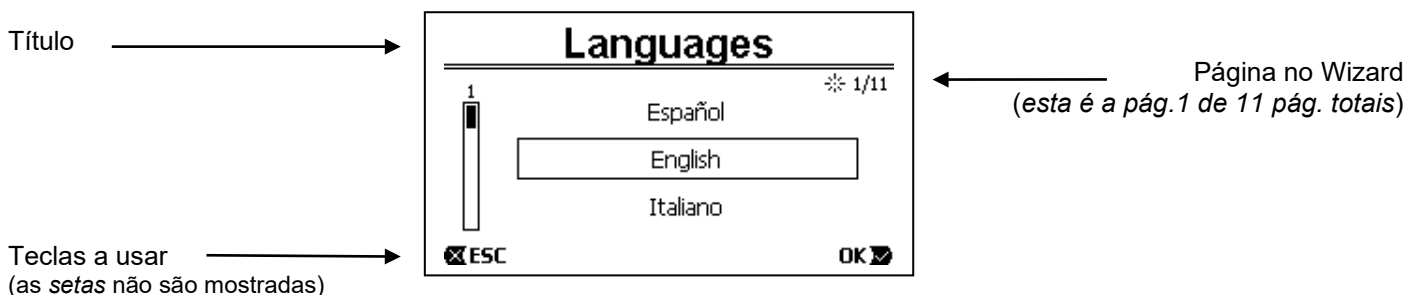 Título
Languages
Página no Wizard
(esta é a pág.1 de 11 pág. totais)
1
1/11
Español
English
Italiano
Teclas a usar
(as setas não são mostradas)
ESC
OK